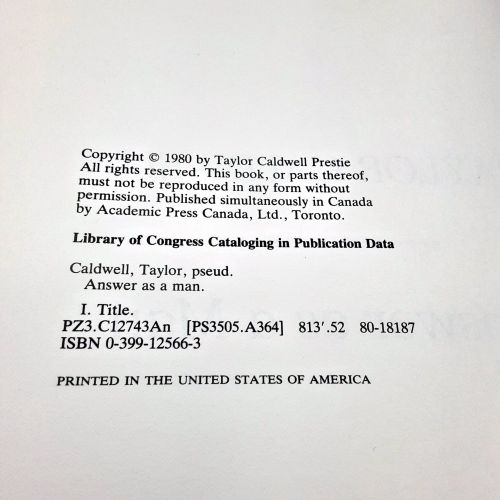 Copyright © 1980 by Taylor Caldwell Prestie
All rights reserved. This book, or parts thereof,
must not be reproduced in any form without
permission. Published simultaneously in Canada
by Academic Press Canada, Ltd., Toronto.
Library of Congress Cataloging in Publication Data
Caldwell, Taylor, pseud.
Answer as a man.
I. Title.
PZ3.C12743An [PS3505.A364] 813'.52 80-18187
ISBN 0-399-12566-3
PRINTED IN THE UNITED STATES OF AMERICA